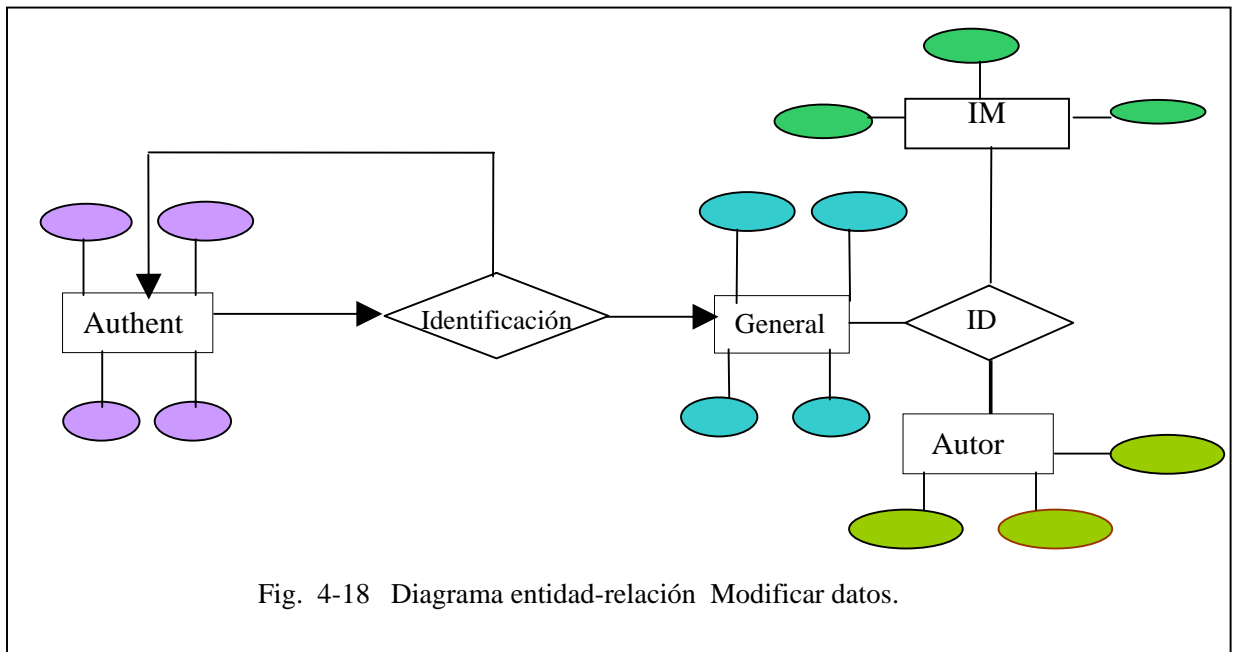 IM
Authent
Identificación
General
ID
Autor
Fig. 4-18 Diagrama entidad-relación Modificar datos.